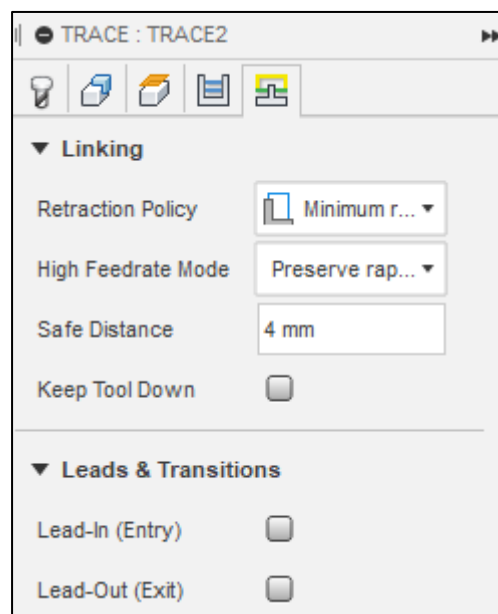 TRACE : TRACE2
Linking
Retraction Policy Minimum r...
High Feedrate Mode Preserve rap...
Safe Distance 4 mm
Keep Tool Down
Leads & Transitions
Lead-In (Entry)
Lead-Out (Exit)